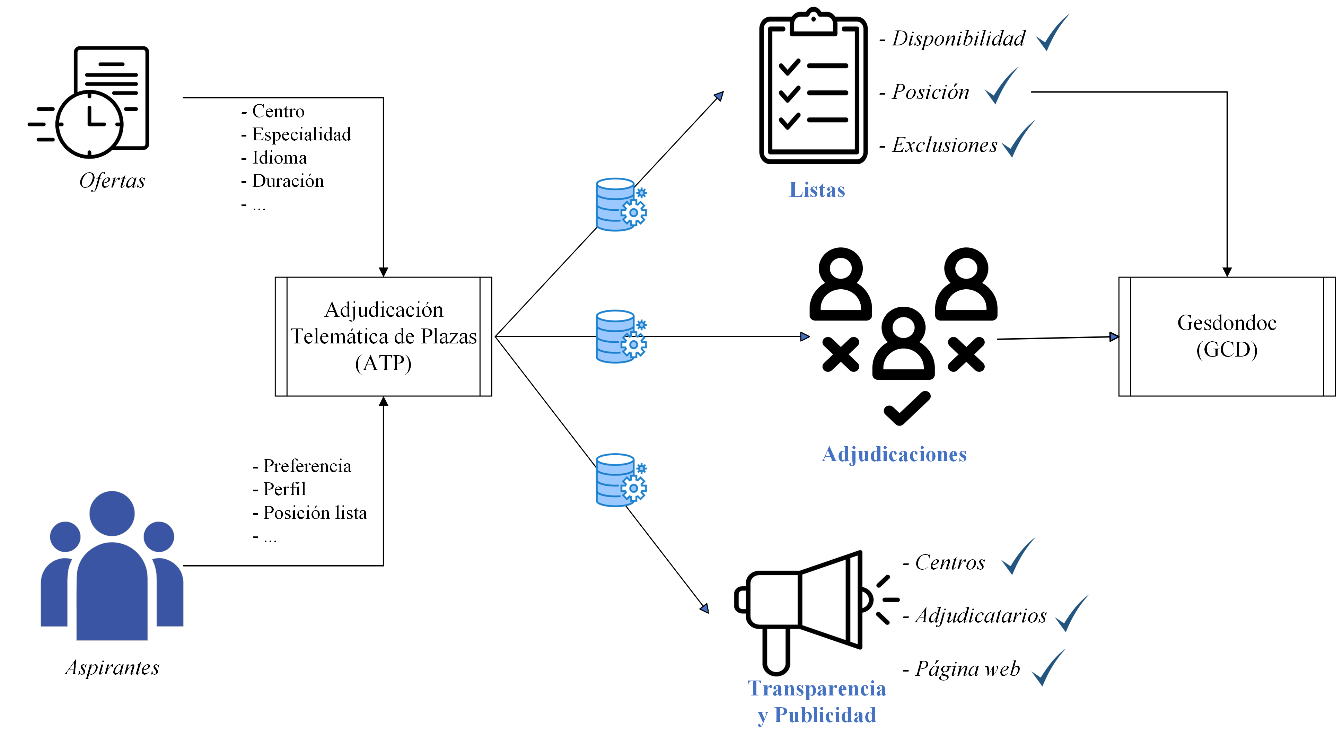 Ofertas
- Centro
- Especialidad
- Idioma
- Duración
- ...
Adjudicación
Telemática de Plazas
(ATP)
- Preferencia
- Perfil
- Posición lista
- ...
Aspirantes
- Disponibilidad
- Posición
- Exclusiones
Listas
Adjudicaciones
Gesdondoc
(GCD)
- Centros
- Adjudicatarios
- Página web
Transparencia
y Publicidad